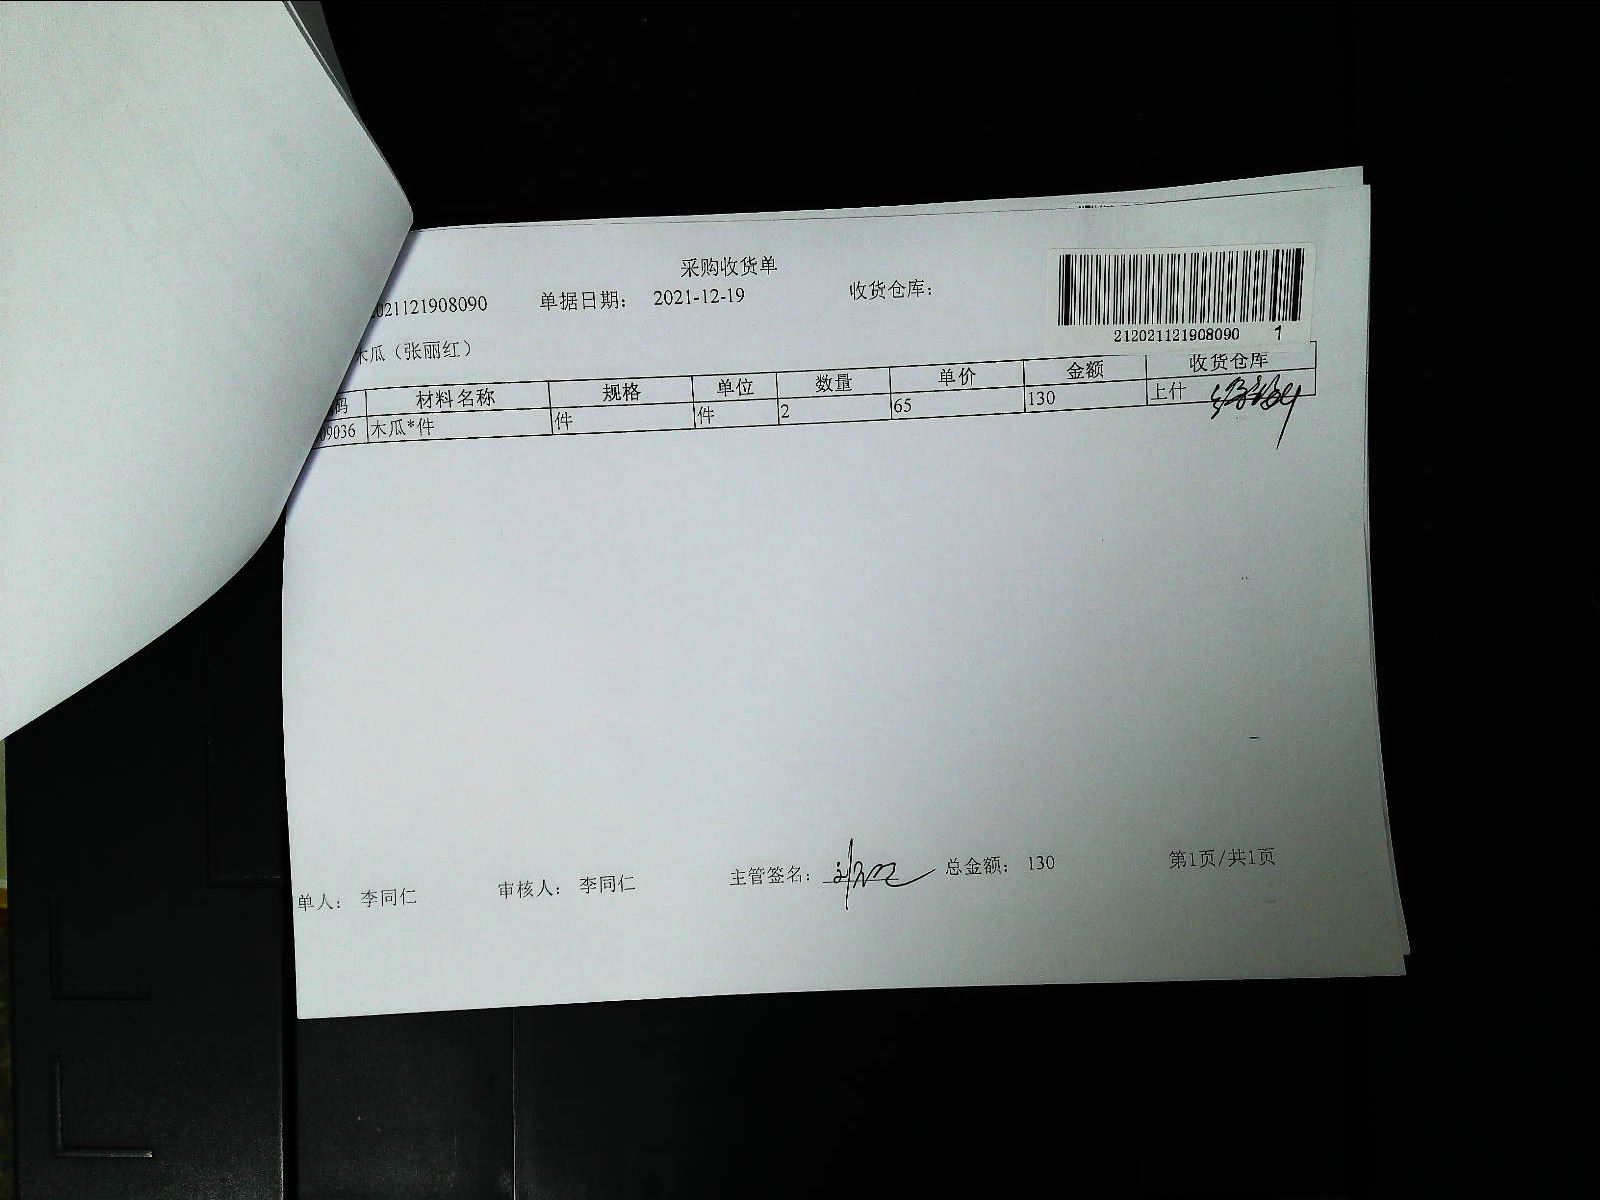 采购收货单
021121908090 单据日期： 2021-12-19 收货仓库：
212021121908090 1
木瓜（张丽红）
码 材料名称 规格 单位 数量 单价 金额 收货仓库
09036 木瓜*件 件 件 2 65 130 上什
单人： 李同仁 审核人： 李同仁 主管签名： 总金额： 130 第1页/共1页